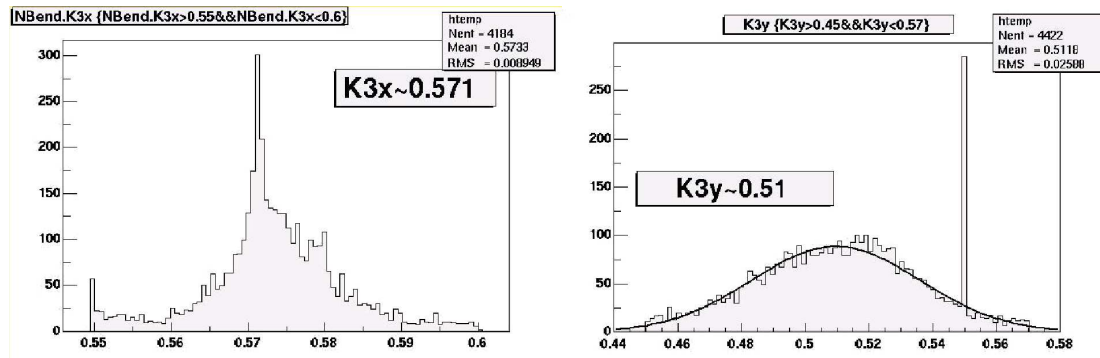 NBend.K3x {NBend.K3x>0.55&&NBend.K3x<0.6}
htemp
Nent = 4184
Mean = 0.5733
RMS = 0.008949
K3x~0.571
300
250
200
150
100
50
0
0.55 0.56 0.57 0.58 0.59 0.6
K3y {K3y>0.45&&K3y<0.57}
htemp
Nent = 4422
Mean = 0.5118
RMS = 0.02588
K3y~0.51
250
200
150
100
50
0
0.44 0.46 0.48 0.5 0.52 0.54 0.56 0.58